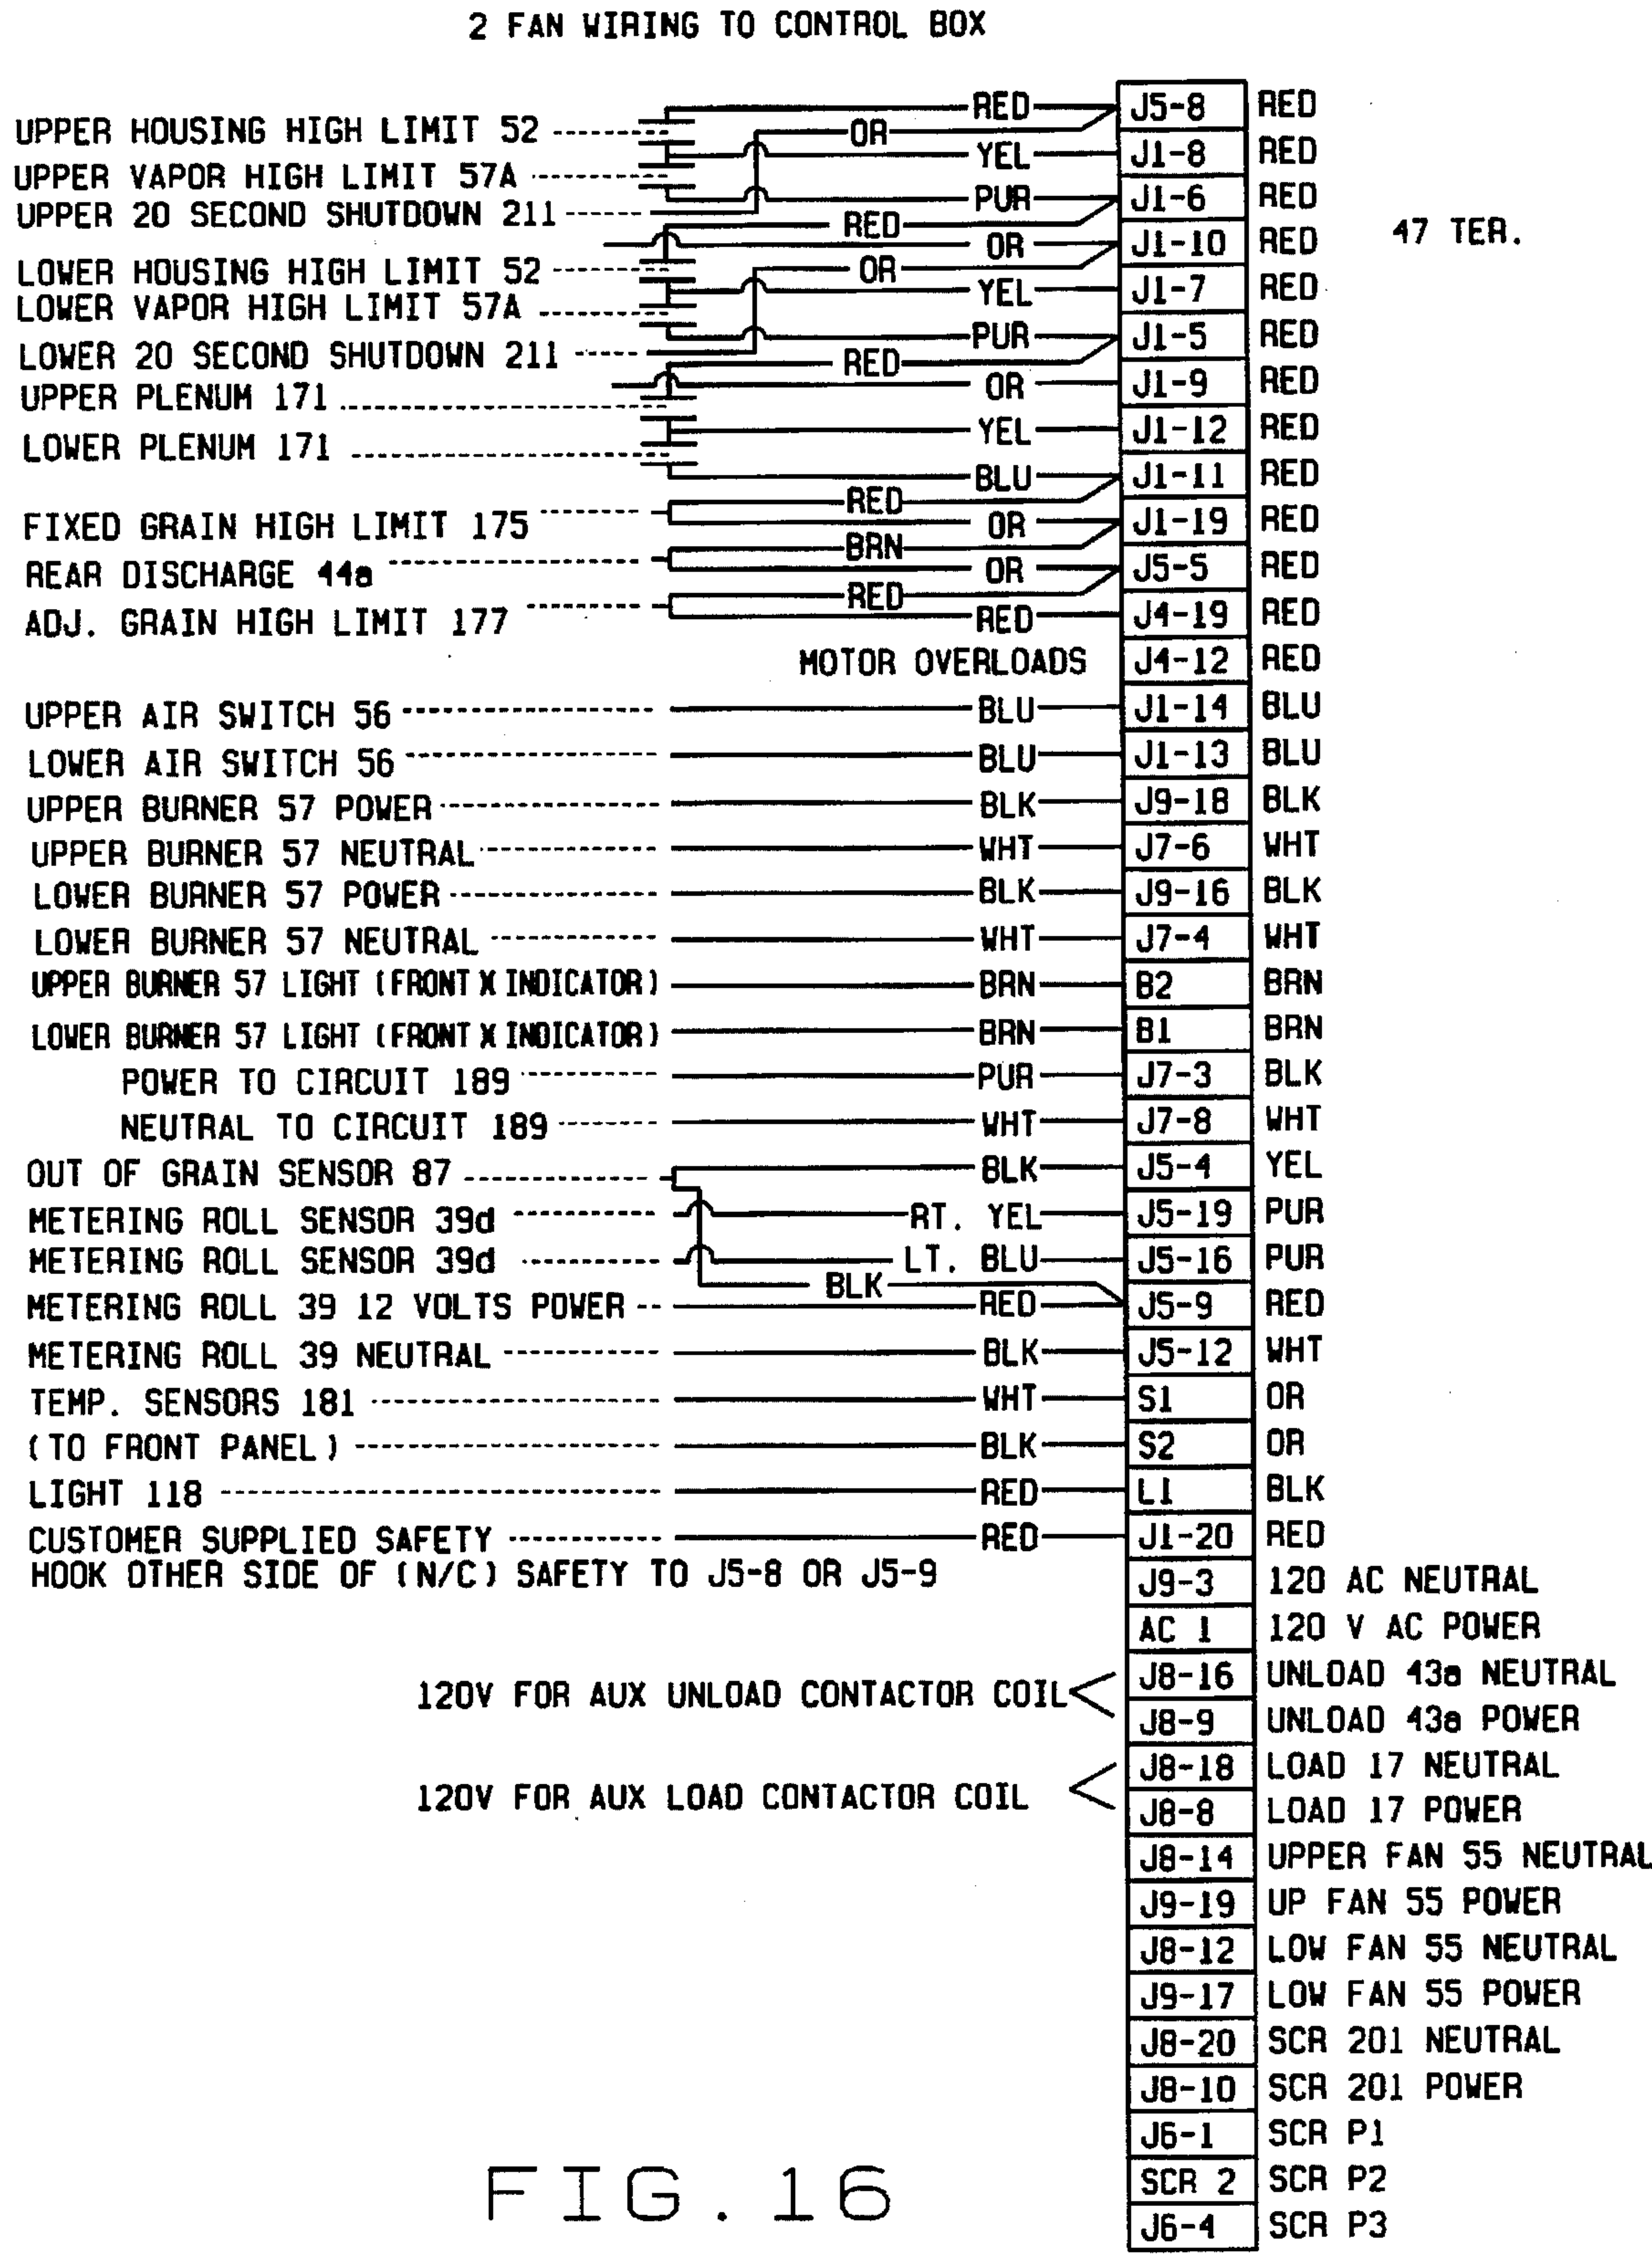 2 FAN WIRING TO CONTROL BOX
RED J5-8 RED
UPPER HOUSING HIGH LIMIT 52 OR
YEL J1-8 RED
UPPER VAPOR HIGH LIMIT 57A
PUR J1-6 RED
UPPER 20 SECOND SHUTDOWN 211
RED
47 TER.
OR J1-10 RED
LOWER HOUSING HIGH LIMIT 52 OR
YEL J1-7 RED
LOWER VAPOR HIGH LIMIT 57A
PUR J1-5 RED
LOWER 20 SECOND SHUTDOWN 211
RED
OR J1-9 RED
UPPER PLENUM 171
YEL J1-12 RED
LOWER PLENUM 171
BLU J1-11 RED
RED
FIXED GRAIN HIGH LIMIT 175 OR J1-19 RED
BRN
REAR DISCHARGE 44a OR J5-5 RED
RED
ADJ. GRAIN HIGH LIMIT 177 RED J4-19 RED
MOTOR OVERLOADS J4-12 RED
UPPER AIR SWITCH 56 BLU J1-14 BLU
LOWER AIR SWITCH 56 BLU J1-13 BLU
UPPER BURNER 57 POWER BLK J9-18 BLK
UPPER BURNER 57 NEUTRAL WHT J7-6 WHT
LOWER BURNER 57 POWER BLK J9-16 BLK
LOWER BURNER 57 NEUTRAL WHT J7-4 WHT
UPPER BURNER 57 LIGHT (FRONT X INDICATOR) BRN B2 BRN
LOWER BURNER 57 LIGHT (FRONT X INDICATOR) BRN B1 BRN
POWER TO CIRCUIT 189 PUR J7-3 BLK
NEUTRAL TO CIRCUIT 189 WHT J7-8 WHT
OUT OF GRAIN SENSOR 87 BLK J5-4 YEL
METERING ROLL SENSOR 39d RT. YEL J5-19 PUR
METERING ROLL SENSOR 39d LT. BLU J5-16 PUR
BLK
METERING ROLL 39 12 VOLTS POWER RED J5-9 RED
METERING ROLL 39 NEUTRAL BLK J5-12 WHT
TEMP. SENSORS 181 WHT S1 OR
(TO FRONT PANEL) BLK S2 OR
LIGHT 118 RED L1 BLK
CUSTOMER SUPPLIED SAFETY RED J1-20 RED
HOOK OTHER SIDE OF (N/C) SAFETY TO J5-8 OR J5-9
J9-3 120 AC NEUTRAL
AC 1 120 V AC POWER
J8-16 UNLOAD 43a NEUTRAL
120V FOR AUX UNLOAD CONTACTOR COIL
J8-9 UNLOAD 43a POWER
J8-18 LOAD 17 NEUTRAL
120V FOR AUX LOAD CONTACTOR COIL
J8-8 LOAD 17 POWER
J8-14 UPPER FAN 55 NEUTRAL
J9-19 UP FAN 55 POWER
J8-12 LOW FAN 55 NEUTRAL
J9-17 LOW FAN 55 POWER
J8-20 SCR 201 NEUTRAL
J8-10 SCR 201 POWER
J6-1 SCR P1
SCR 2 SCR P2
J6-4 SCR P3
FIG. 16